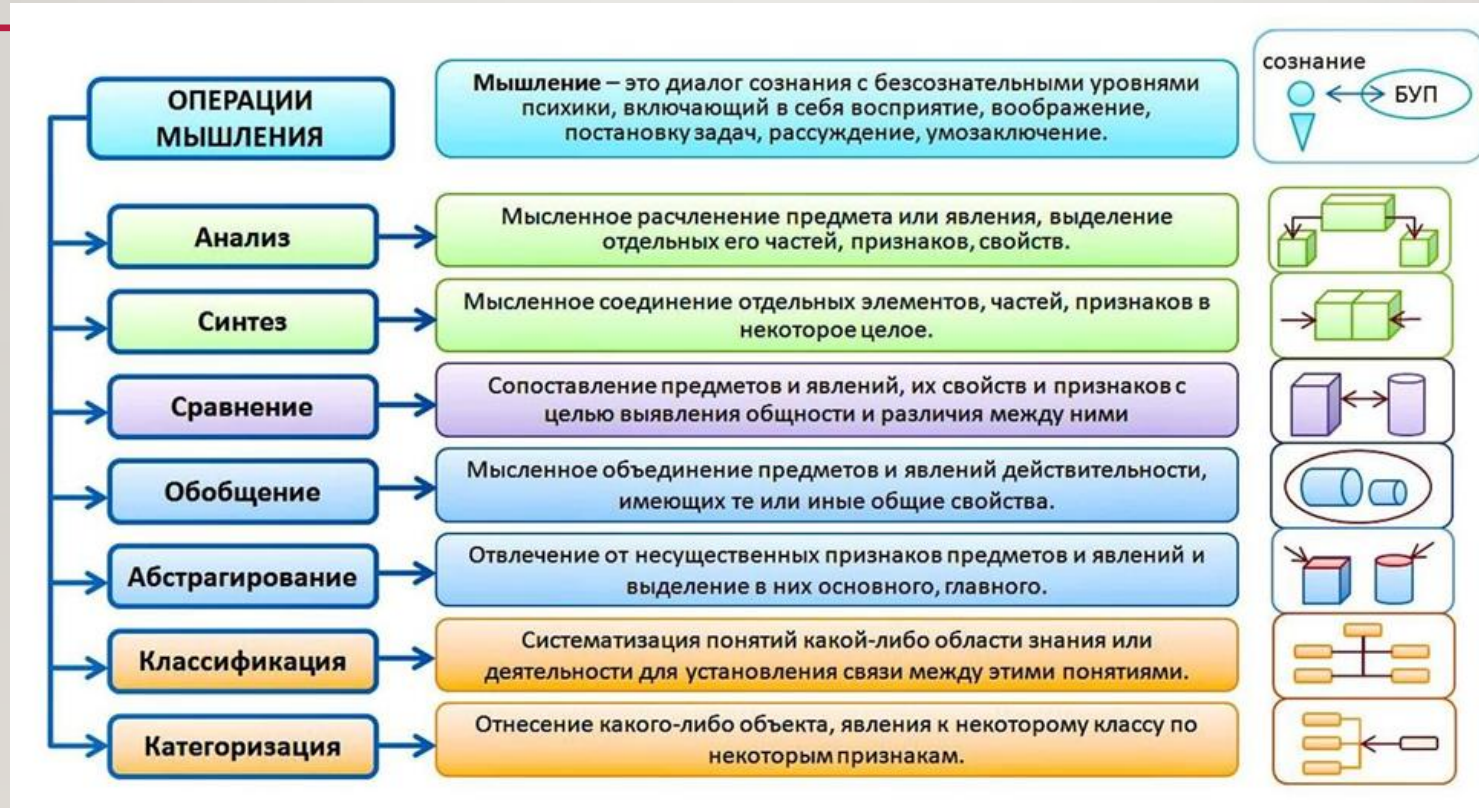 ОПЕРАЦИИ
МЫШЛЕНИЯ
Мышление – это диалог сознания с безсознательными уровнями
психики, включающий в себя восприятие, воображение,
постановку задач, рассуждение, умозаключение.
сознание
БУП
Анализ
Мысленное расчленение предмета или явления, выделение
отдельных его частей, признаков, свойств.
Синтез
Мысленное соединение отдельных элементов, частей, признаков в
некоторое целое.
Сравнение
Сопоставление предметов и явлений, их свойств и признаков с
целью выявления общности и различия между ними
Обобщение
Мысленное объединение предметов и явлений действительности,
имеющих те или иные общие свойства.
Абстрагирование
Отвлечение от несущественных признаков предметов и явлений и
выделение в них основного, главного.
Классификация
Систематизация понятий какой-либо области знания или
деятельности для установления связи между этими понятиями.
Категоризация
Отнесение какого-либо объекта, явления к некоторому классу по
некоторым признакам.